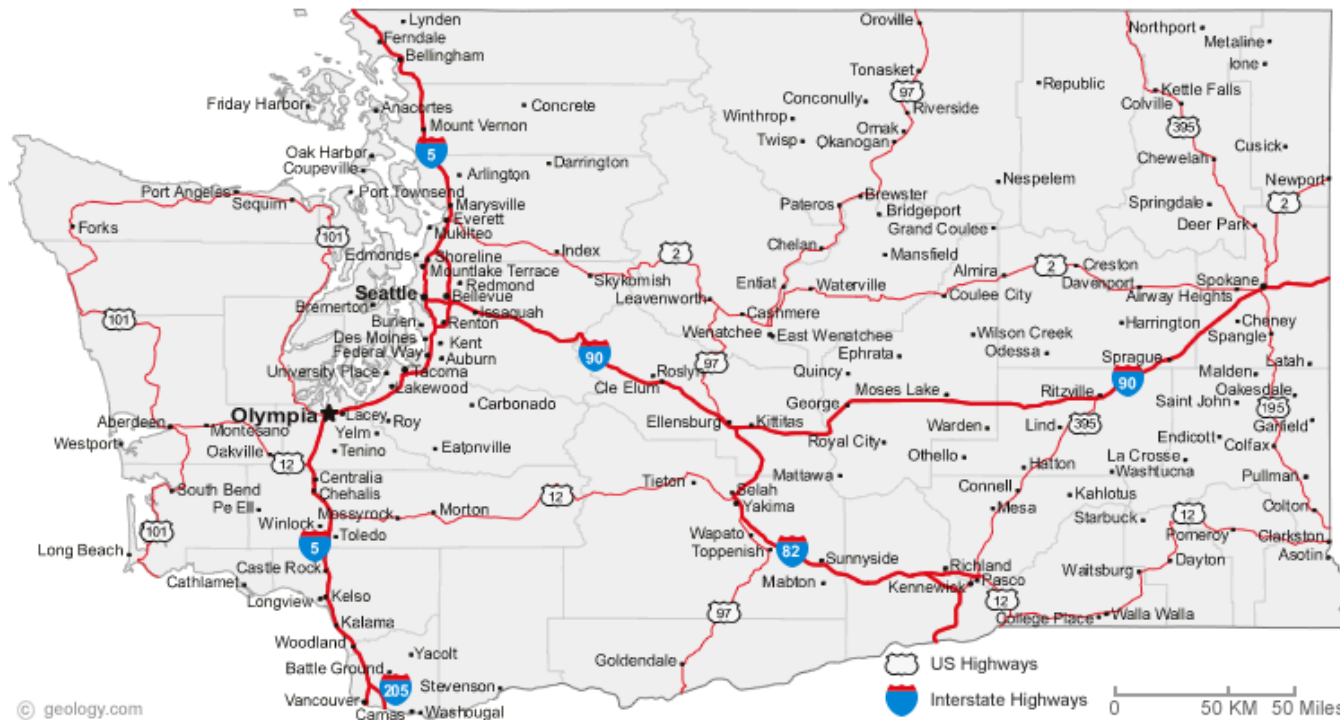 Lynden
Oroville
Northport
Ferndale
Metaline
Bellingham
Ione
Tonasket
Republic
97
Kettle Falls
Conconully
Colville
Friday Harbor
Anacortes
Concrete
Riverside
Winthrop
395
Mount Vernon
Omak
Twisp
Okanogan
5
Cusick
Oak Harbor
Chewelah
Coupeville
Darrington
Arlington
Nespelem
Newport
Port Angeles
Port Townsend
Brewster
2
Sequim
Marysville
Pateros
Springdale
Bridgeport
Everett
Forks
Mukilteo
Grand Coulee
Deer Park
101
Chelan
Edmonds
Index
2
Mansfield
Shoreline
Mountlake Terrace
Almira
2
Creston
Redmond
Skykomish
Entiat
Waterville
Davenport
Spokane
Seattle
Bellevue
Leavenworth
Coulee City
Airway Heights
Bremerton
Issaquah
Cashmere
101
Burien
Renton
Wenatchee
East Wenatchee
Wilson Creek
Harrington
Cheney
Des Moines
Kent
Spangle
Federal Way
Auburn
90
97
Ephrata
Odessa
Sprague
Latah
University Place
Tacoma
Roslyn
Quincy
Malden
Lakewood
Cle Elum
Moses Lake
Ritzville
90
Oakesdale
Carbonado
George
Saint John
195
Olympia
Lacey
Roy
Aberdeen
Montesano
Ellensburg
Kittitas
Warden
Lind
395
Garfield
Yelm
Westport
Oakville
Tenino
Eatonville
Royal City
Endicott
Colfax
12
Othello
La Crosse
Hatton
Washtucna
Centralia
Mattawa
Pullman
South Bend
Chehalis
12
Tieton
Selah
Connell
Kahlotus
Pe Ell
Mossyrock
Morton
Yakima
Mesa
Colton
12
Winlock
Starbuck
101
Toledo
Wapato
Pomeroy
Clarkston
Long Beach
5
Toppenish
82
Sunnyside
Asotin
Castle Rock
Richland
Dayton
Cathlamet
Mabton
Kennewick
Pasco
Waitsburg
Longview
Kelso
12
97
College Place
Walla Walla
Kalama
Woodland
Yacolt
Goldendale
US Highways
Battle Ground
205
Stevenson
Interstate Highways
Vancouver
Camas
Washougal
0
50 KM
50 Miles
© geology.com